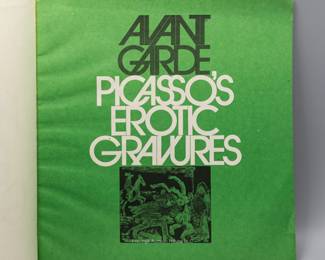 AVANT
GARDE
PICASSO'S
EROTIC
GRAVURES